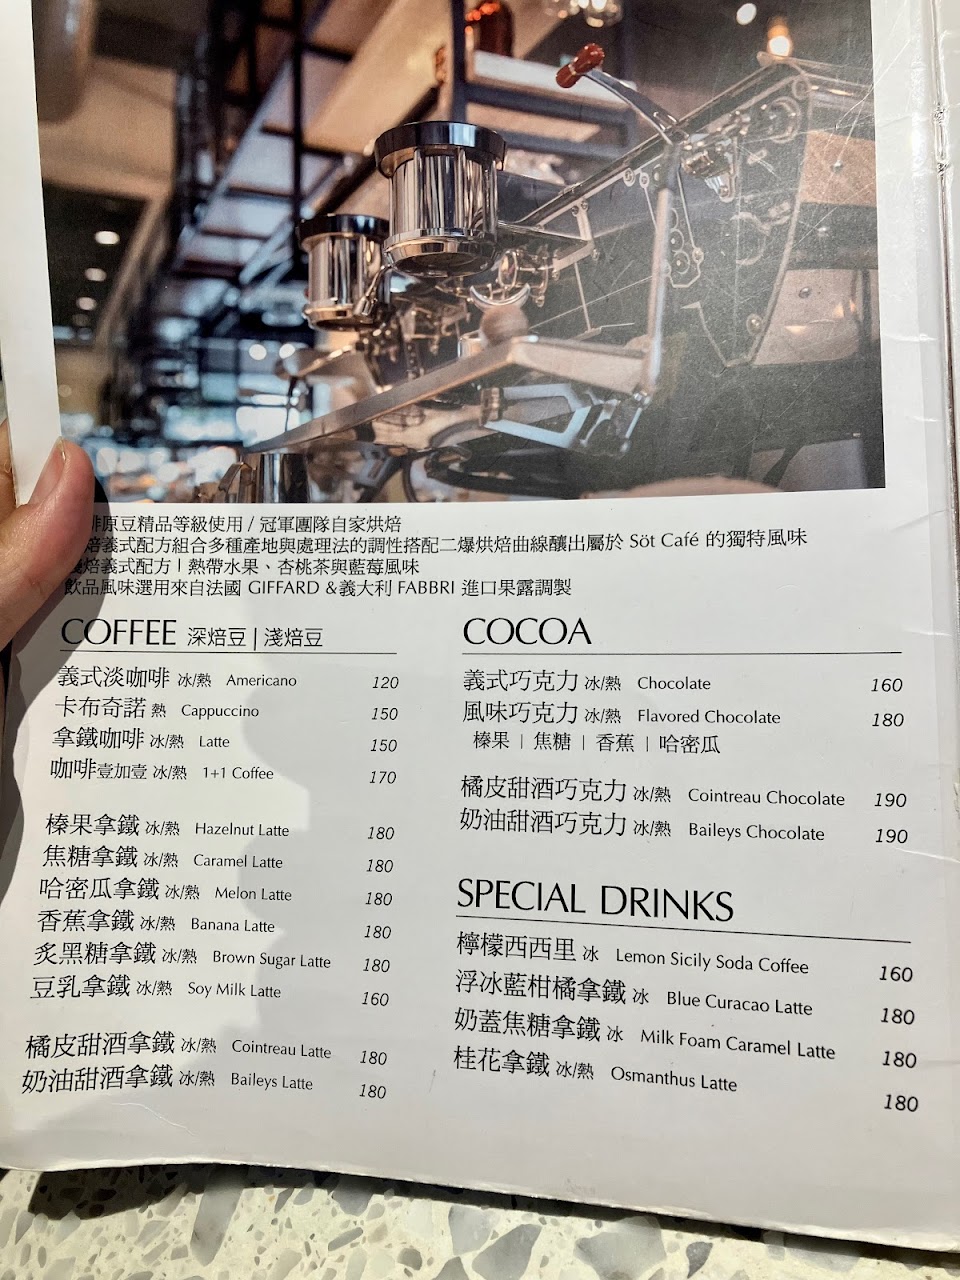 啡原豆精品等級使用 / 冠軍團隊自家烘焙
焙義式配方組合多種產地與處理法的調性搭配二爆烘焙曲線釀出屬於 Söt Café 的獨特風味
淺焙義式配方 | 熱帶水果、杏桃茶與藍莓風味
飲品風味選用來自法國 GIFFARD &義大利 FABBRI 進口果露調製
COFFEE 深焙豆 | 淺焙豆
義式淡咖啡 冰/熱 Americano 120
卡布奇諾 熱 Cappuccino 150
拿鐵咖啡 冰/熱 Latte 150
咖啡壹加壹 冰/熱 1+1 Coffee 170
榛果拿鐵 冰/熱 Hazelnut Latte 180
焦糖拿鐵 冰/熱 Caramel Latte 180
哈密瓜拿鐵 冰/熱 Melon Latte 180
香蕉拿鐵 冰/熱 Banana Latte 180
炙黑糖拿鐵 冰/熱 Brown Sugar Latte 180
豆乳拿鐵 冰/熱 Soy Milk Latte 160
橘皮甜酒拿鐵 冰/熱 Cointreau Latte 180
奶油甜酒拿鐵 冰/熱 Baileys Latte 180
COCOA
義式巧克力 冰/熱 Chocolate 160
風味巧克力 冰/熱 Flavored Chocolate 180
榛果 | 焦糖 | 香蕉 | 哈密瓜
橘皮甜酒巧克力 冰/熱 Cointreau Chocolate 190
奶油甜酒巧克力 冰/熱 Baileys Chocolate 190
SPECIAL DRINKS
檸檬西西里 冰 Lemon Sicily Soda Coffee 160
浮冰藍柑橘拿鐵 冰 Blue Curacao Latte 180
奶蓋焦糖拿鐵 冰 Milk Foam Caramel Latte 180
桂花拿鐵 冰/熱 Osmanthus Latte 180